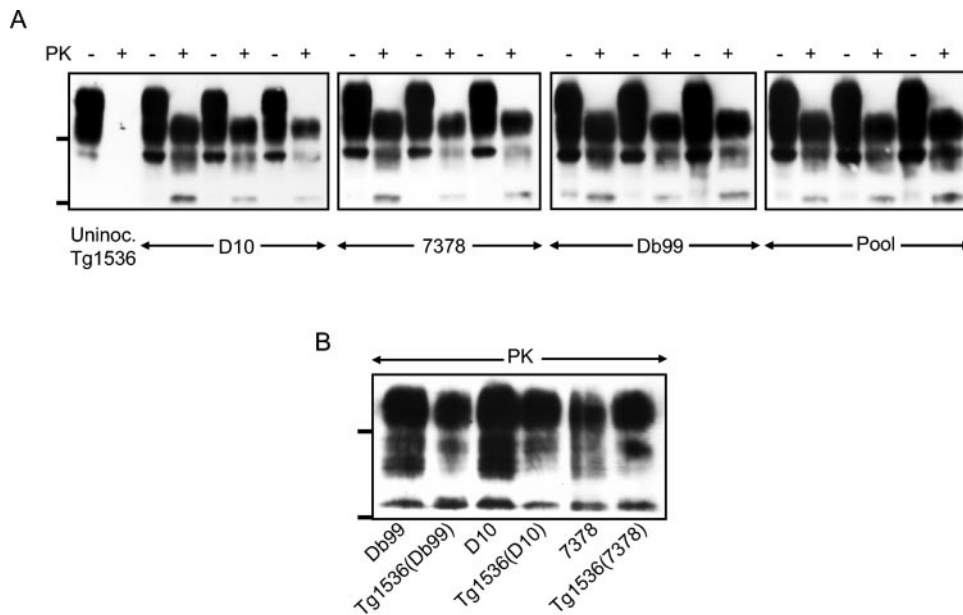 A
PK - + - + - + - + - + - + - + - + - + - + - + - + - +
Uninoc.
Tg1536
D10 7378 Db99 Pool
B
PK
Db99 Tg1536(Db99) D10 Tg1536(D10) 7378 Tg1536(7378)